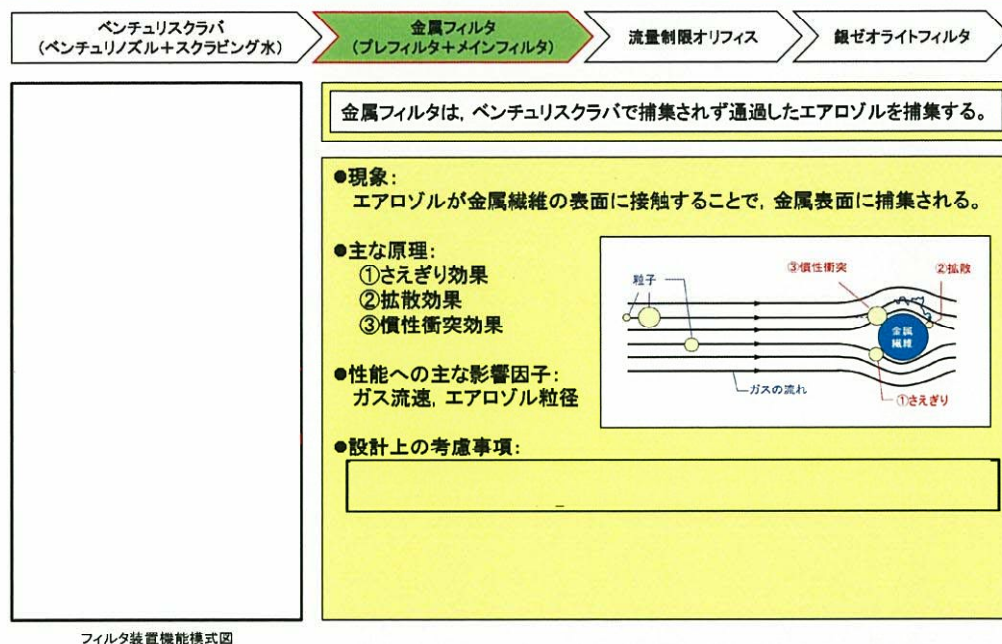 ベンチュリスクラバ
(ベンチュリノズル+スクラビング水)
金属フィルタ
(プレフィルタ+メインフィルタ)
流量制限オリフィス
銀ゼオライトフィルタ
金属フィルタは，ベンチュリスクラバで捕集されず通過したエアロゾルを捕集する。
●現象：
エアロゾルが金属繊維の表面に接触することで，金属表面に捕集される。
●主な原理：
①さえぎり効果
②拡散効果
③慣性衝突効果
●性能への主な影響因子：
ガス流速，エアロゾル粒径
粒子
③慣性衝突
②拡散
金属
繊維
ガスの流れ
①さえぎり
●設計上の考慮事項：
フィルタ装置機能模式図